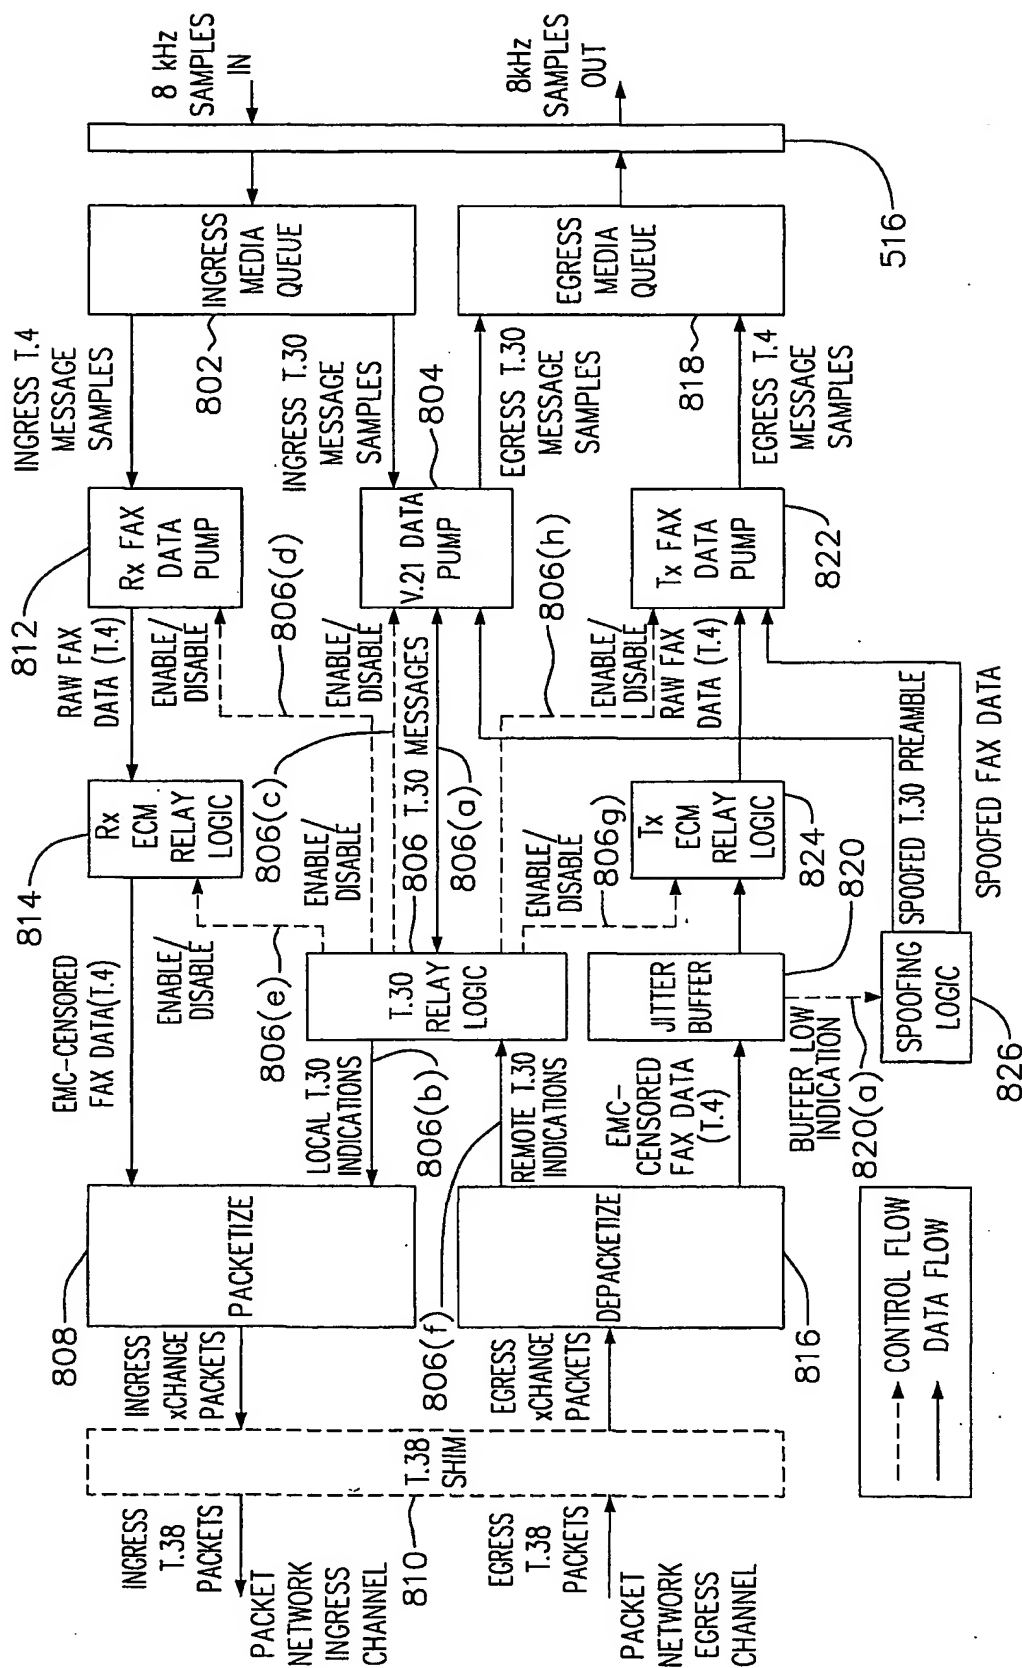 8 kHz
SAMPLES
IN
8kHz
SAMPLES
OUT
516
INGRESS
MEDIA
QUEUE
802
EGRESS
MEDIA
QUEUE
818
INGRESS T.4
MESSAGE
SAMPLES
INGRESS T.30
MESSAGE
SAMPLES
804
EGRESS T.30
MESSAGE
SAMPLES
EGRESS T.4
MESSAGE
SAMPLES
812
Rx FAX
DATA
PUMP
V.21 DATA
PUMP
Tx FAX
DATA
PUMP
822
RAW FAX
DATA (T.4)
ENABLE/
DISABLE
806(d)
ENABLE/
DISABLE
806(h)
ENABLE/
DISABLE
RAW FAX
DATA (T.4)
814
Rx
ECM
RELAY
LOGIC
806(c)
ENABLE/
DISABLE
806 T.30 MESSAGES
806(a)
ENABLE/
DISABLE
806g)
Tx
ECM
RELAY
LOGIC
824
820
SPOOFED T.30 PREAMBLE
SPOOFED FAX DATA
EMC-CENSORED
FAX DATA(T.4)
ENABLE/
DISABLE
806(e)
T.30
RELAY
LOGIC
JITTER
BUFFER
SPOOFING
LOGIC
826
LOCAL T.30
INDICATIONS
806(b)
REMOTE T.30
INDICATIONS
EMC-
CENSORED
FAX DATA
(T.4)
BUFFER LOW
INDICATION
820(a)
808
PACKETIZE
806(f)
DEPACKETIZE
816
INGRESS
xCHANGE
PACKETS
EGRESS
xCHANGE
PACKETS
T.38
SHIM
810
INGRESS
T.38
PACKETS
EGRESS
T.38
PACKETS
PACKET
NETWORK
INGRESS
CHANNEL
PACKET
NETWORK
EGRESS
CHANNEL
CONTROL FLOW
DATA FLOW